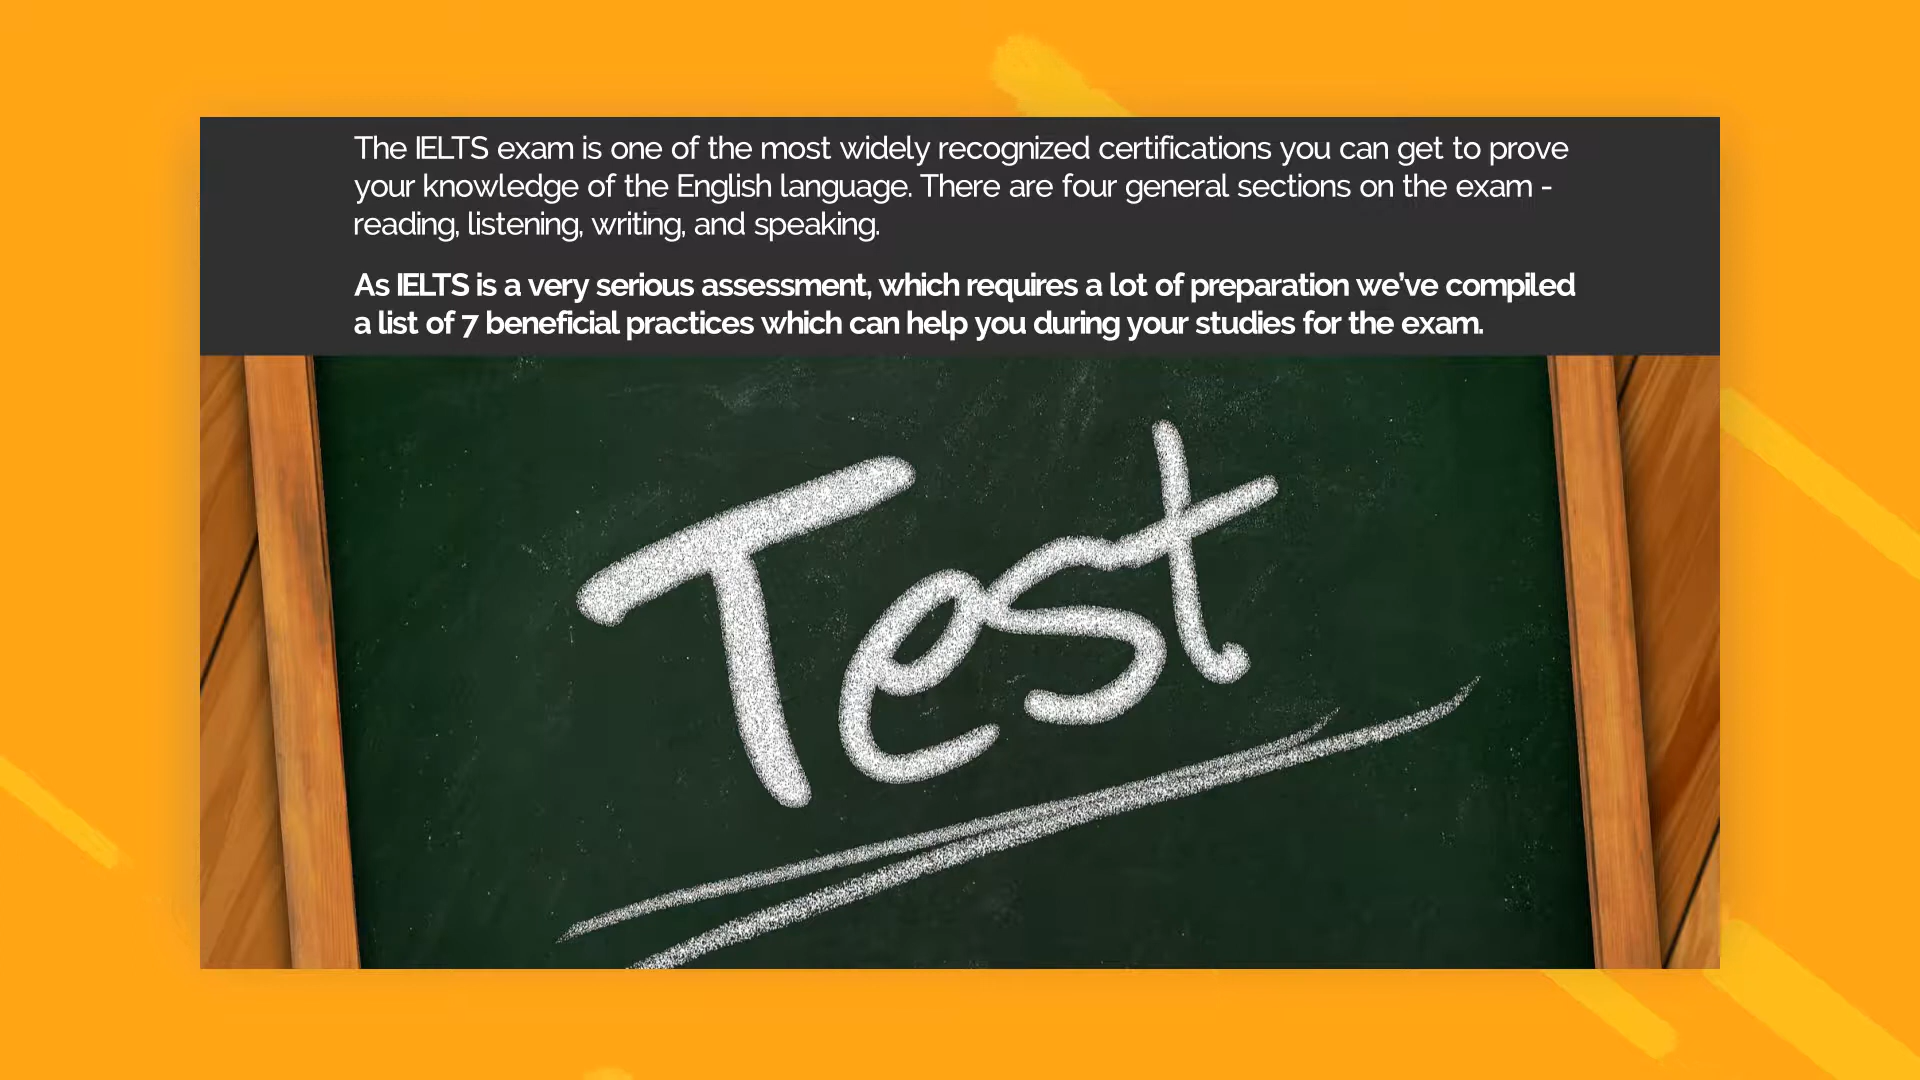 The IELTS exam is one of the most widely recognized certifications you can get to prove
your knowledge of the English language. There are four general sections on the exam -
reading, listening, writing, and speaking.
As IELTS is a very serious assessment, which requires a lot of preparation we've compiled
a list of 7 beneficial practices which can help you during your studies for the exam.
Test